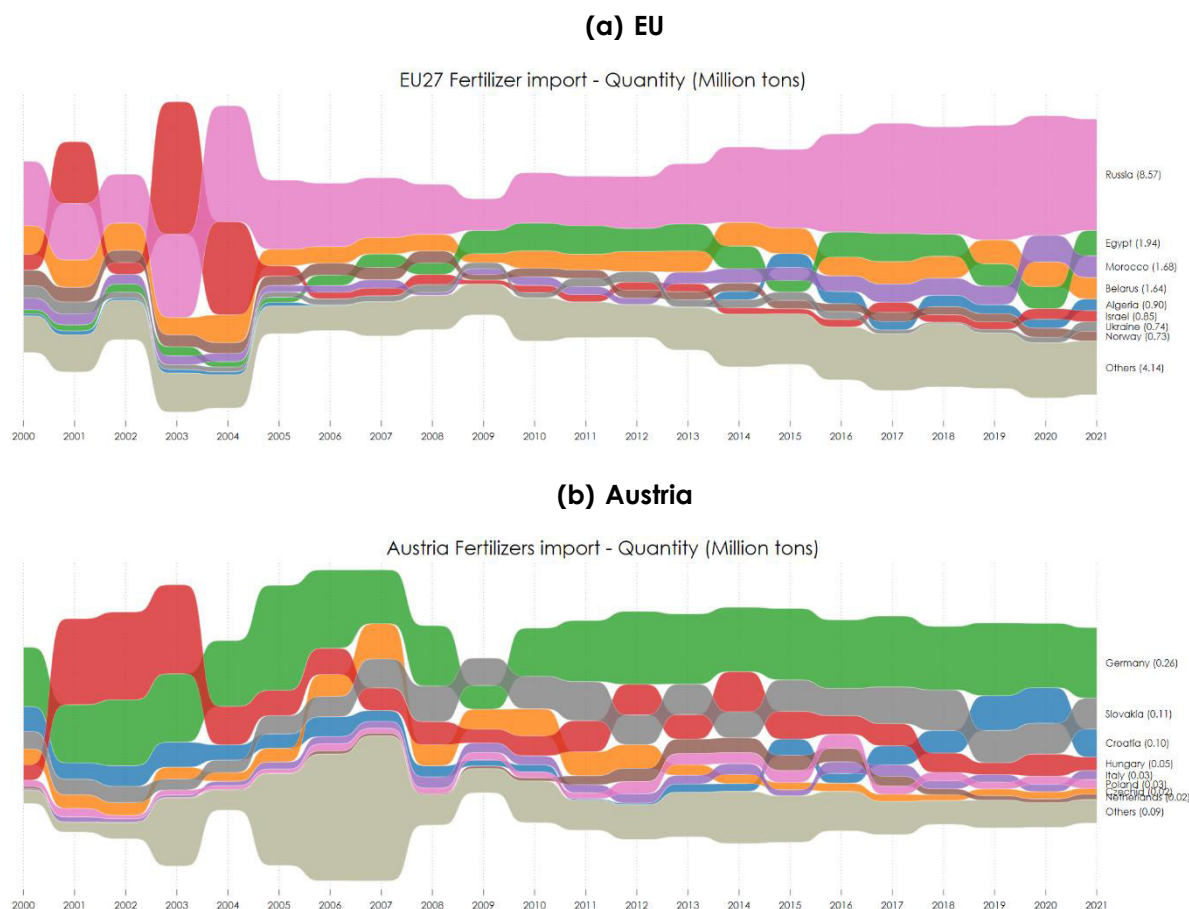 (a) EU
EU27 Fertilizer import - Quantity (Million tons)
Russia (8.57)
Egypt (1.94)
Morocco (1.68)
Belarus (1.64)
Algeria (0.90)
Israel (0.85)
Ukraine (0.74)
Norway (0.73)
Others (4.14)
2000 2001 2002 2003 2004 2005 2006 2007 2008 2009 2010 2011 2012 2013 2014 2015 2016 2017 2018 2019 2020 2021
(b) Austria
Austria Fertilizers import - Quantity (Million tons)
Germany (0.26)
Slovakia (0.11)
Croatia (0.10)
Hungary (0.05)
Italy (0.03)
Poland (0.03)
Czechia (0.02)
Netherlands (0.02)
Others (0.09)
2000 2001 2002 2003 2004 2005 2006 2007 2008 2009 2010 2011 2012 2013 2014 2015 2016 2017 2018 2019 2020 2021